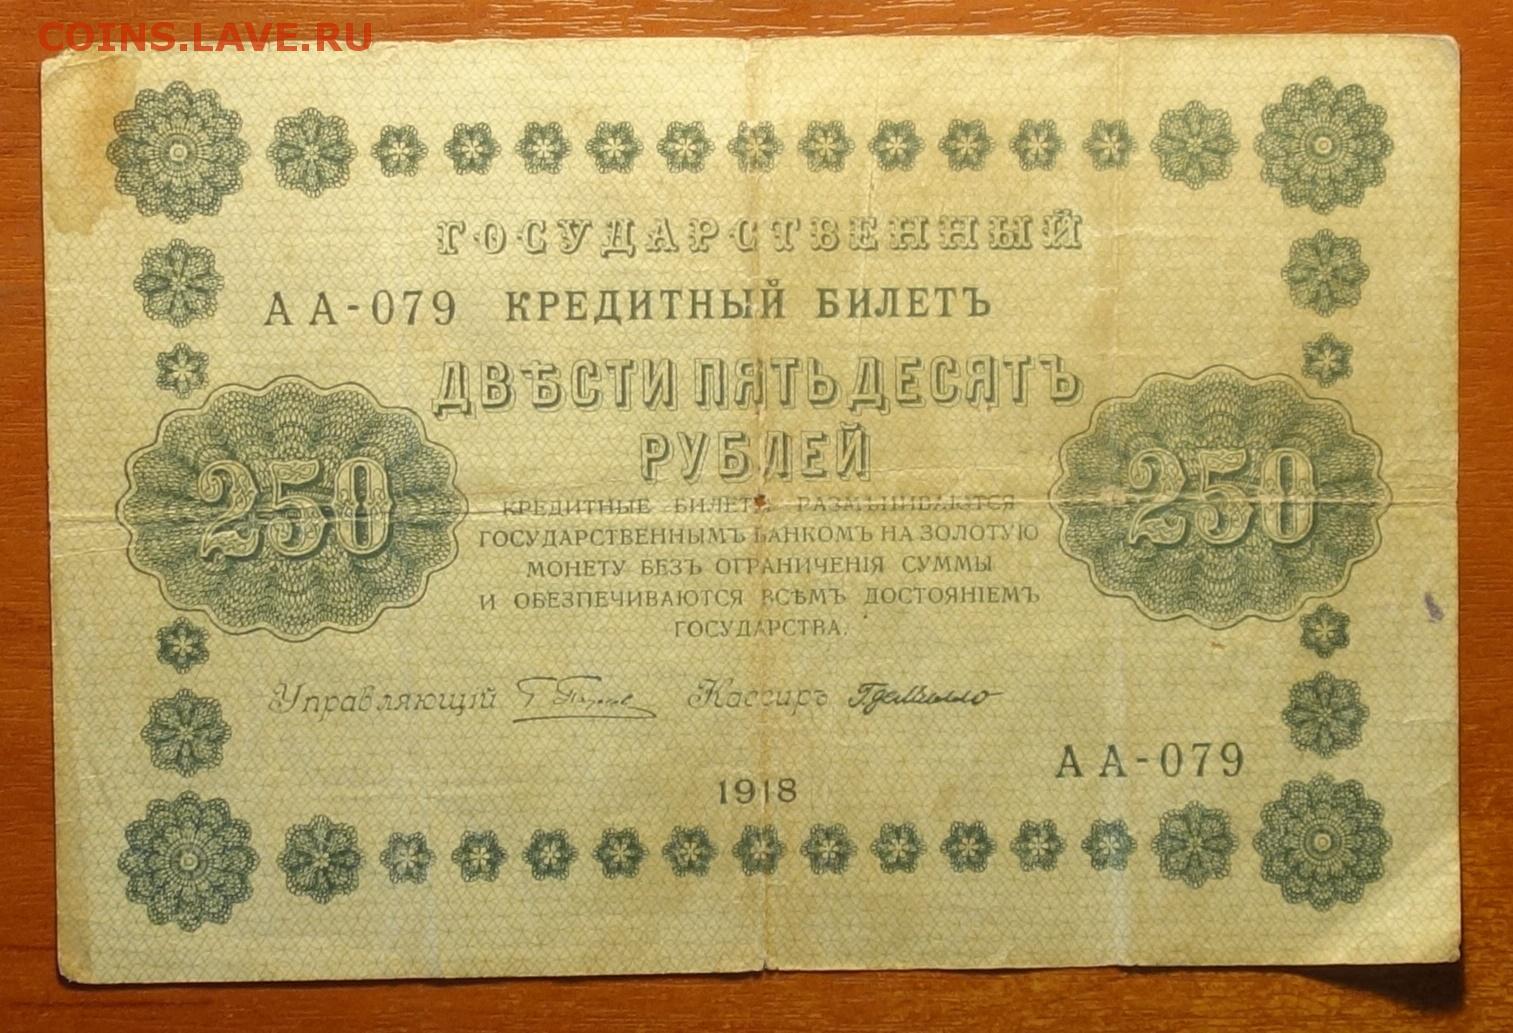 COINS.LAVE.RU
ГОСУДАРСТВЕННЫЙ
АА-079 КРЕДИТНЫЙ БИЛЕТЪ
ДВѢСТИ ПЯТЬДЕСЯТЪ
РУБЛЕЙ
250 250
КРЕДИТНЫЕ БИЛЕТЫ РАЗМѢНИВАЮТСЯ
ГОСУДАРСТВЕННЫМЪ БАНКОМЪ НА ЗОЛОТУЮ
МОНЕТУ БЕЗЪ ОГРАНИЧЕНІЯ СУММЫ
И ОБЕЗПЕЧИВАЮТСЯ ВСѢМЪ ДОСТОЯНІЕМЪ
ГОСУДАРСТВА.
Управляющій Кассиръ
АА-079
1918